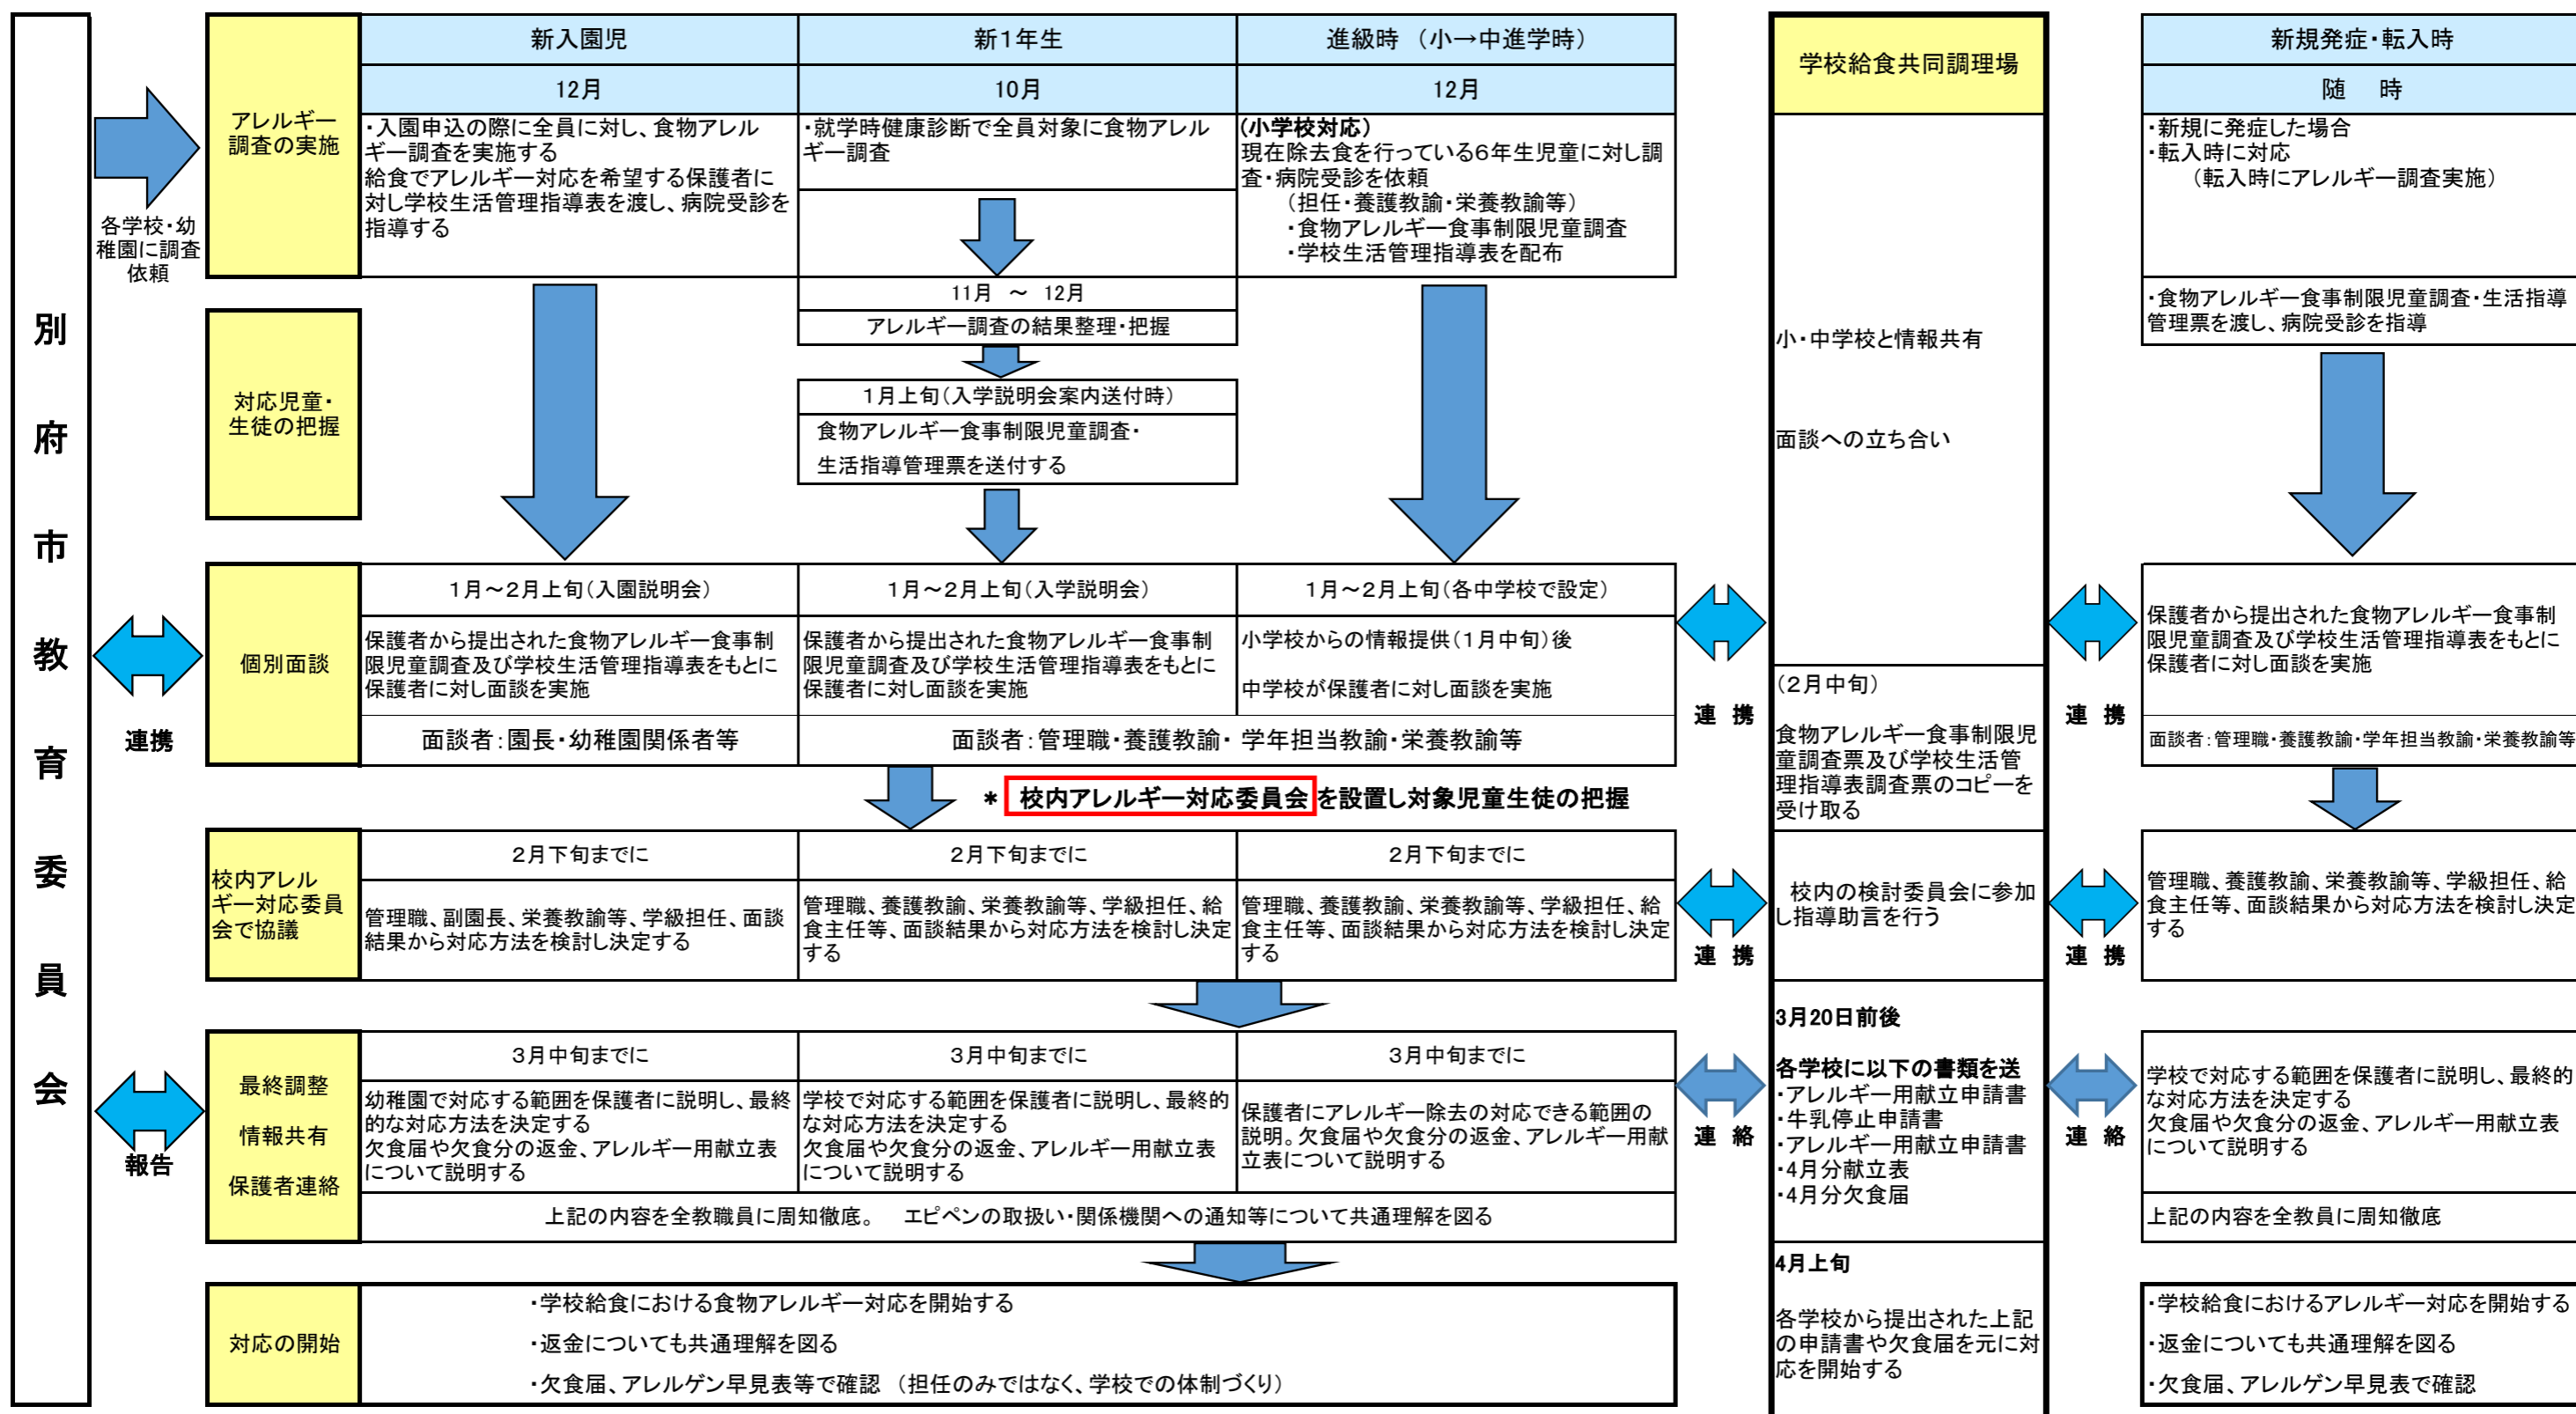 別府市教育委員会
各学校・幼
稚園に調査
依頼
連携
報告
アレルギー
調査の実施
新入園児
新１年生
進級時 （小→中進学時）
12月
10月
12月
・入園申込の際に全員に対し、食物アレル
ギー調査を実施する
給食でアレルギー対応を希望する保護者に
対し学校生活管理指導表を渡し、病院受診を
指導する
・就学時健康診断で全員対象に食物アレル
ギー調査
(小学校対応）
現在除去食を行っている６年生児童に対し調
査・病院受診を依頼
（担任・養護教諭・栄養教諭等）
・食物アレルギー食事制限児童調査
・学校生活管理指導表を配布
対応児童・
生徒の把握
11月 ～ 12月
アレルギー調査の結果整理・把握
１月上旬（入学説明会案内送付時）
食物アレルギー食事制限児童調査・
生活指導管理票を送付する
個別面談
１月～２月上旬（入園説明会）
１月～２月上旬（入学説明会）
１月～２月上旬（各中学校で設定）
保護者から提出された食物アレルギー食事制
限児童調査及び学校生活管理指導表をもとに
保護者に対し面談を実施
保護者から提出された食物アレルギー食事制
限児童調査及び学校生活管理指導表をもとに
保護者に対し面談を実施
小学校からの情報提供（１月中旬）後
中学校が保護者に対し面談を実施
面談者：園長・幼稚園関係者等
面談者：管理職・養護教諭・ 学年担当教諭・栄養教諭等
* 校内アレルギー対応委員会 を設置し対象児童生徒の把握
校内アレル
ギー対応委員
会で協議
２月下旬までに
２月下旬までに
２月下旬までに
管理職、副園長、栄養教諭等、学級担任、面談
結果から対応方法を検討し決定する
管理職、養護教諭、栄養教諭等、学級担任、給
食主任等、面談結果から対応方法を検討し決定
する
管理職、養護教諭、栄養教諭等、学級担任、給
食主任等、面談結果から対応方法を検討し決定
する
最終調整
情報共有
保護者連絡
３月中旬までに
３月中旬までに
３月中旬までに
幼稚園で対応する範囲を保護者に説明し、最終
的な対応方法を決定する
欠食届や欠食分の返金、アレルギー用献立表
について説明する
学校で対応する範囲を保護者に説明し、最終的
な対応方法を決定する
欠食届や欠食分の返金、アレルギー用献立表
について説明する
保護者にアレルギー除去の対応できる範囲の
説明。欠食届や欠食分の返金、アレルギー用献
立表について説明する
上記の内容を全教職員に周知徹底。 エピペンの取扱い・関係機関への通知等について共通理解を図る
対応の開始
・学校給食における食物アレルギー対応を開始する
・返金についても共通理解を図る
・欠食届、アレルゲン早見表等で確認 （担任のみではなく、学校での体制づくり）
連 携
連 携
連 絡
学校給食共同調理場
小・中学校と情報共有
面談への立ち合い
（２月中旬）
食物アレルギー食事制限児
童調査票及び学校生活管
理指導表調査票のコピーを
受け取る
校内の検討委員会に参加
し指導助言を行う
3月20日前後
各学校に以下の書類を送
・アレルギー用献立申請書
・牛乳停止申請書
・アレルギー用献立申請書
・4月分献立表
・4月分欠食届
4月上旬
各学校から提出された上記
の申請書や欠食届を元に対
応を開始する
連 携
連 携
連 絡
新規発症・転入時
随 時
・新規に発症した場合
・転入時に対応
（転入時にアレルギー調査実施）
・食物アレルギー食事制限児童調査・生活指導
管理票を渡し、病院受診を指導
保護者から提出された食物アレルギー食事制
限児童調査及び学校生活管理指導表をもとに
保護者に対し面談を実施
面談者：管理職・養護教諭・学年担当教諭・栄養教諭等
管理職、養護教諭、栄養教諭等、学級担任、給
食主任等、面談結果から対応方法を検討し決定
する
学校で対応する範囲を保護者に説明し、最終的
な対応方法を決定する
欠食届や欠食分の返金、アレルギー用献立表
について説明する
上記の内容を全教員に周知徹底
・学校給食におけるアレルギー対応を開始する
・返金についても共通理解を図る
・欠食届、アレルゲン早見表で確認